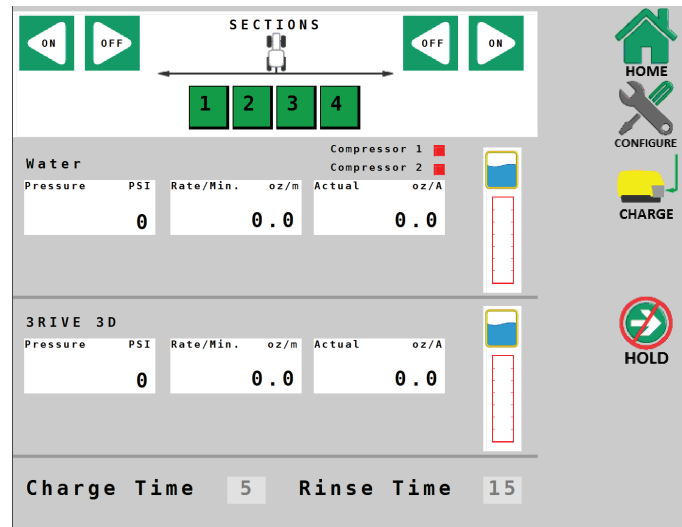 SECTIONS
ON OFF OFF ON
1 2 3 4
HOME
CONFIGURE
CHARGE
HOLD
Compressor 1
Compressor 2
Water
Pressure PSI Rate/Min. oz/m Actual oz/A
0 0.0 0.0
3RIVE 3D
Pressure PSI Rate/Min. oz/m Actual oz/A
0 0.0 0.0
Charge Time 5 Rinse Time 15